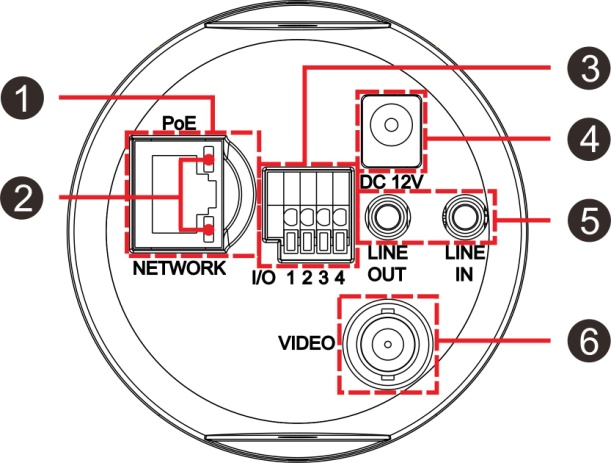 1
3
PoE
4
2
DC 12V
5
NETWORK
LINE OUT
LINE IN
I/O 1 2 3 4
VIDEO
6